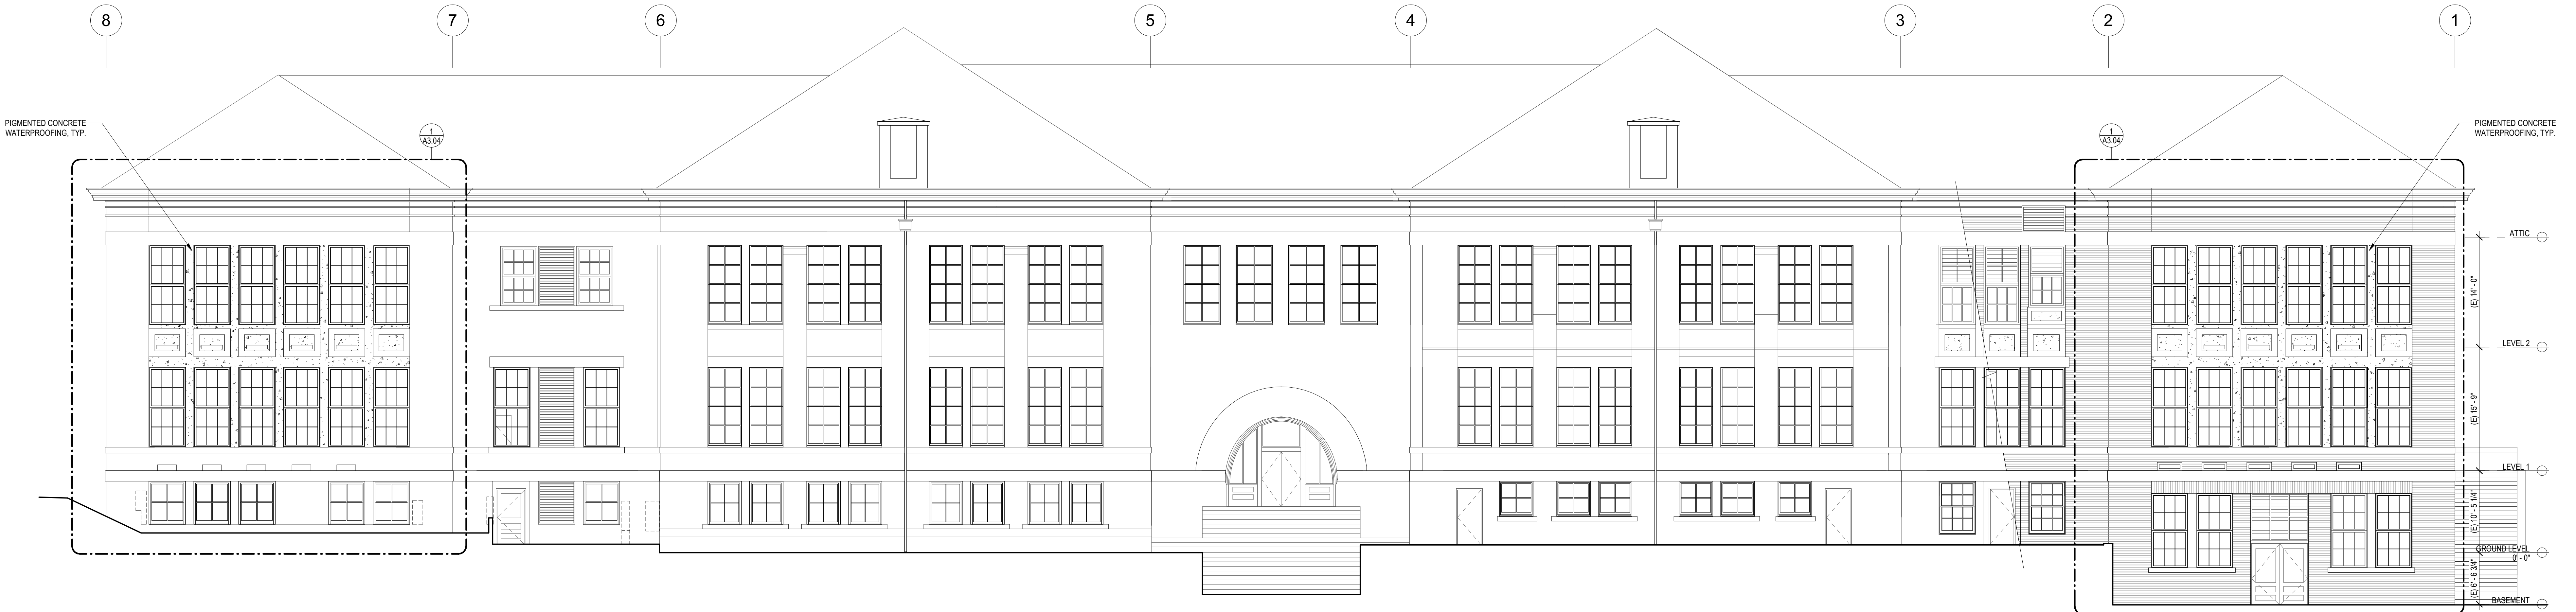 8 7 6 5 4 3 2 1
PIGMENTED CONCRETE
WATERPROOFING, TYP.
1
A3.04
1
A3.04
PIGMENTED CONCRETE
WATERPROOFING, TYP.
ATTIC
(E) 14' - 0"
LEVEL 2
(E) 15' - 9"
LEVEL 1
(E) 10' - 5 1/4"
GROUND LEVEL
0' - 0"
(E) 6' - 6 3/4"
BASEMENT